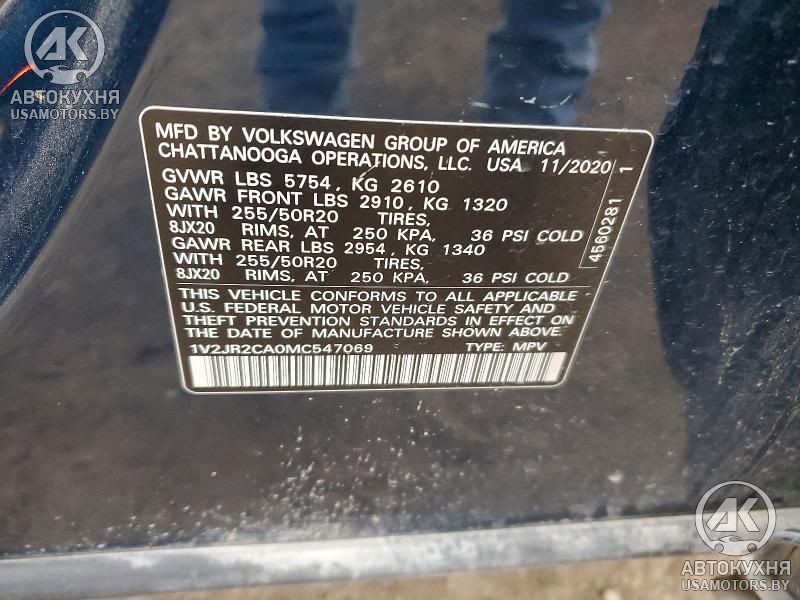 АК
АВТОКУХНЯ
USAMOTORS.BY
MFD BY VOLKSWAGEN GROUP OF AMERICA
CHATTANOOGA OPERATIONS, LLC. USA 11/2020
GVWR LBS 5754, KG 2610
GAWR FRONT LBS 2910, KG 1320
WITH 255/50R20 TIRES,
8JX20 RIMS, AT 250 KPA, 36 PSI COLD
GAWR REAR LBS 2954, KG 1340
WITH 255/50R20 TIRES,
8JX20 RIMS, AT 250 KPA, 36 PSI COLD
THIS VEHICLE CONFORMS TO ALL APPLICABLE
U.S. FEDERAL MOTOR VEHICLE SAFETY AND
THEFT PREVENTION STANDARDS IN EFFECT ON
THE DATE OF MANUFACTURE SHOWN ABOVE
1V2JR2CA0MC547069 TYPE: MPV
4560281 1
АК
АВТОКУХНЯ
USAMOTORS.BY